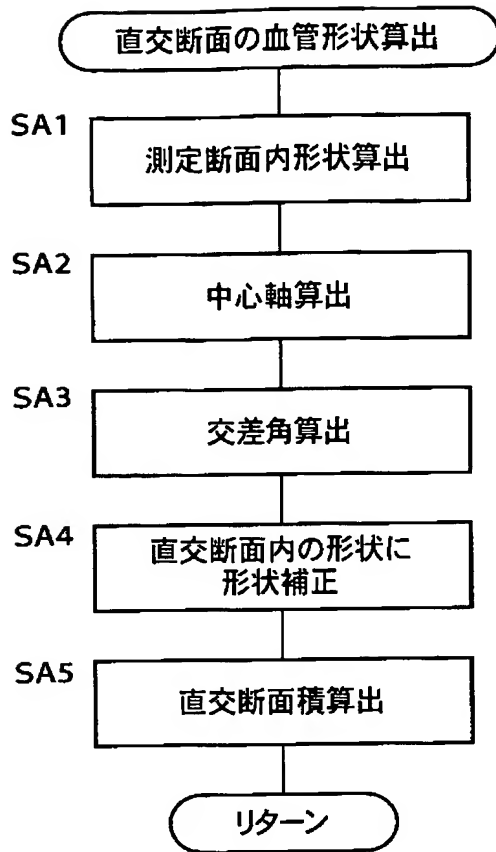 直交断面の血管形状算出
SA1
測定断面内形状算出
SA2
中心軸算出
SA3
交差角算出
SA4
直交断面内の形状に
形状補正
SA5
直交断面積算出
リターン